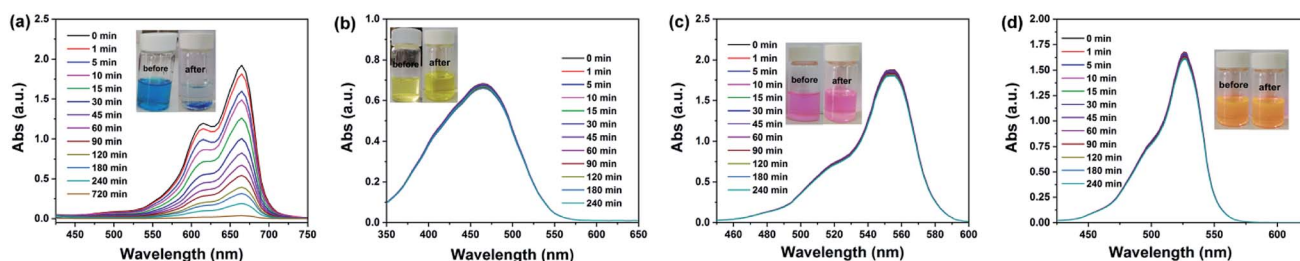 (a)
Abs (a.u.)
2.5
2.0
1.5
1.0
0.5
0.0
0 min
1 min
5 min
10 min
15 min
30 min
45 min
60 min
90 min
120 min
180 min
240 min
720 min
before
after
450 500 550 600 650 700 750
Wavelength (nm)
(b)
Abs (a.u.)
1.0
0.8
0.6
0.4
0.2
0.0
before
after
0 min
1 min
5 min
10 min
15 min
30 min
45 min
60 min
90 min
120 min
180 min
240 min
350 400 450 500 550 600 650
Wavelength (nm)
(c)
Abs (a.u.)
2.5
2.0
1.5
1.0
0.5
0.0
0 min
1 min
5 min
10 min
15 min
30 min
45 min
60 min
90 min
120 min
180 min
240 min
before
after
460 480 500 520 540 560 580 600
Wavelength (nm)
(d)
Abs (a.u.)
2.00
1.75
1.50
1.25
1.00
0.75
0.50
0.25
0.00
0 min
1 min
5 min
10 min
15 min
30 min
45 min
60 min
90 min
120 min
180 min
240 min
before
after
450 500 550 600
Wavelength (nm)